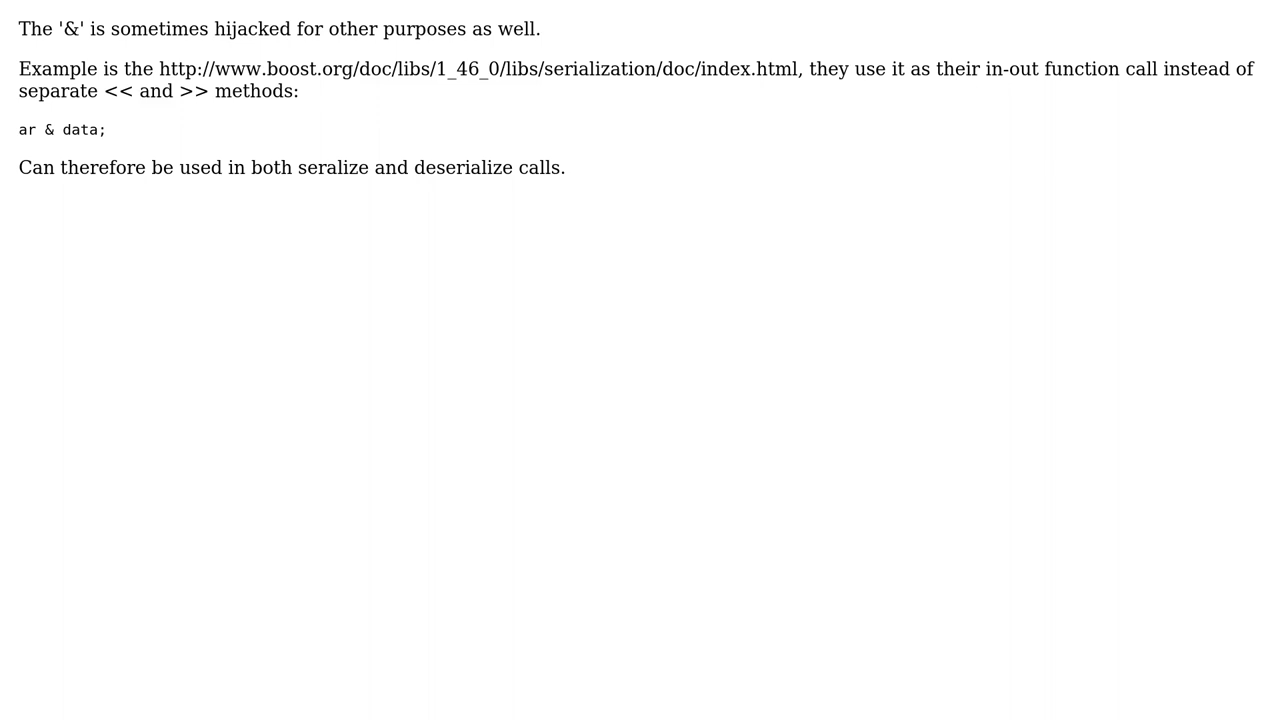 The '&' is sometimes hijacked for other purposes as well.
Example is the http://www.boost.org/doc/libs/1_46_0/libs/serialization/doc/index.html, they use it as their in-out function call instead of
separate << and >> methods:
ar & data;
Can therefore be used in both seralize and deserialize calls.